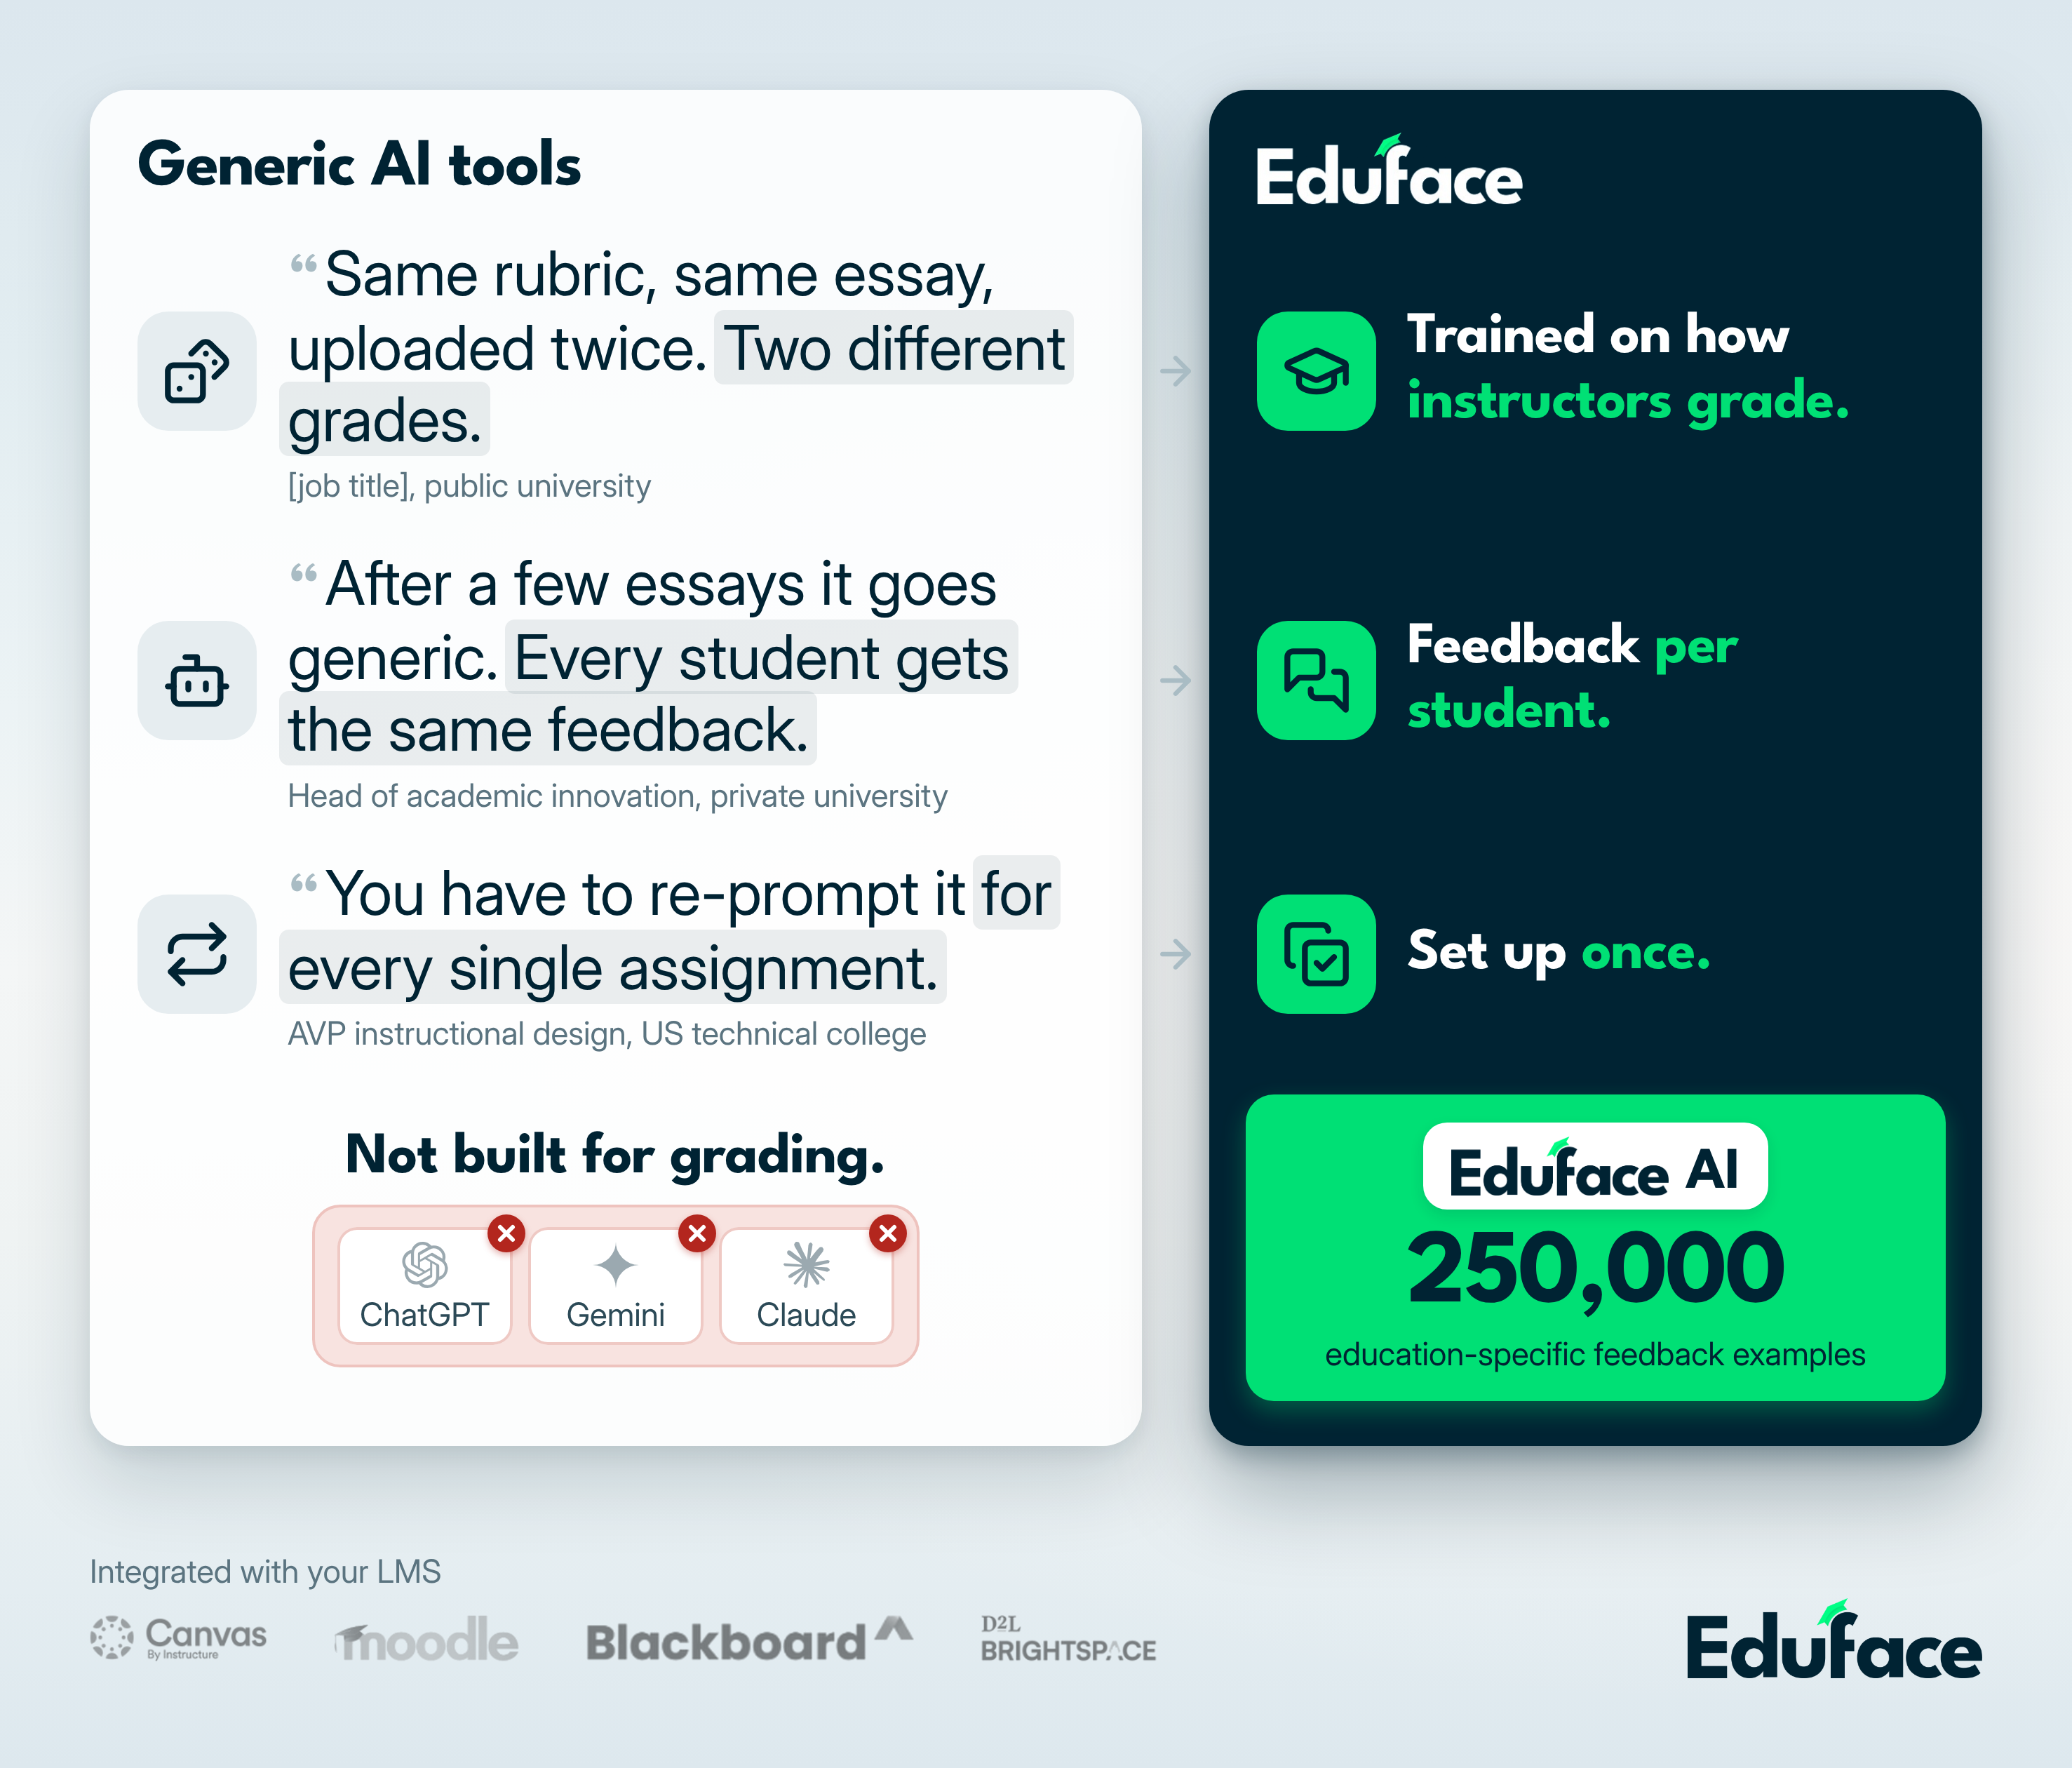 Generic AI tools
“Same rubric, same essay,
uploaded twice. Two different
grades.
[job title], public university
“After a few essays it goes
generic. Every student gets
the same feedback.
Head of academic innovation, private university
“You have to re-prompt it for
every single assignment.
AVP instructional design, US technical college
Not built for grading.
ChatGPT
Gemini
Claude
Eduface
Trained on how
instructors grade.
Feedback per
student.
Set up once.
Eduface AI
250,000
education-specific feedback examples
Integrated with your LMS
Canvas
By Instructure
moodle
Blackboard
D2L
BRIGHTSPACE
Eduface